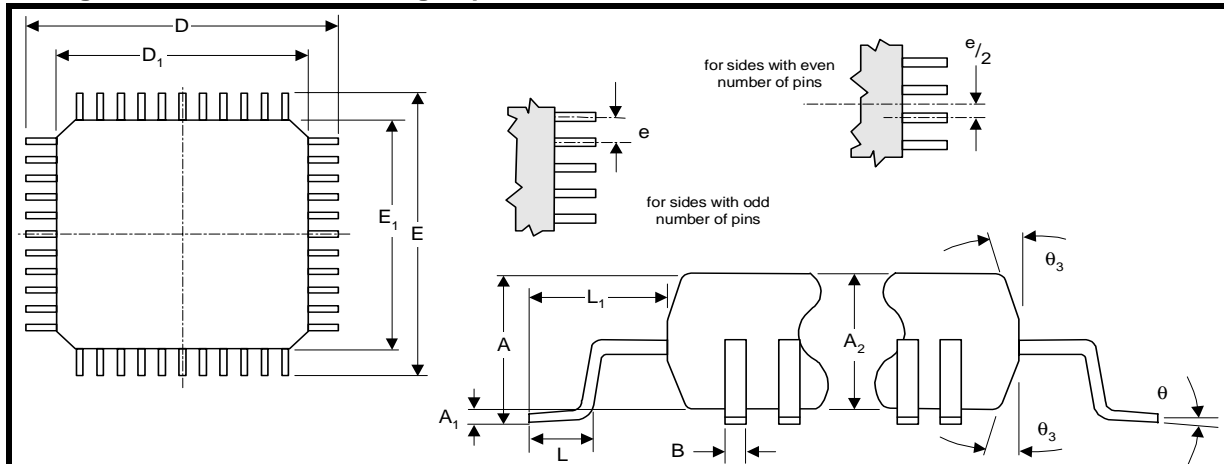 D
D1
E1
E
for sides with even
number of pins
e/2
e
for sides with odd
number of pins
θ3
L1
A
A2
A1
L
B
θ
θ3